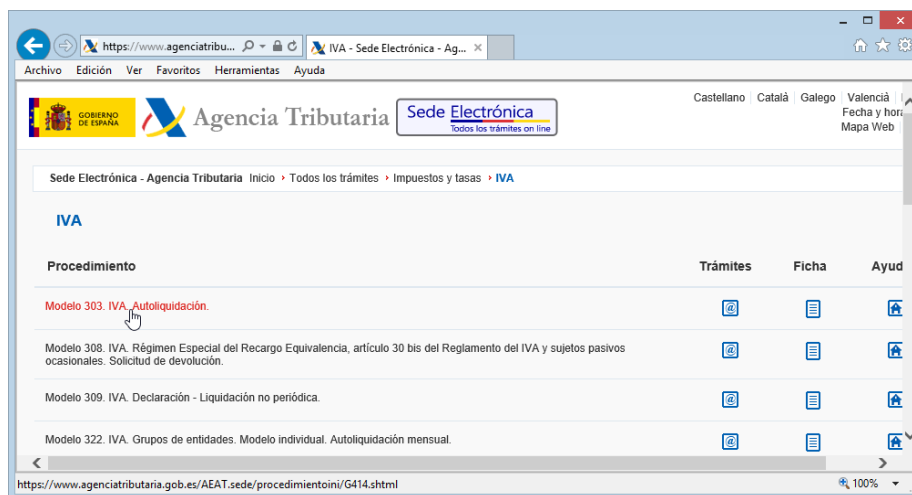 https://www.agenciatribu...
IVA - Sede Electrónica - Ag...
Archivo Edición Ver Favoritos Herramientas Ayuda
GOBIERNO
DE ESPAÑA
Agencia Tributaria
Sede Electrónica
Todos los trámites on line
Castellano Català Galego Valencià
Fecha y hora
Mapa Web
Sede Electrónica - Agencia Tributaria Inicio Todos los trámites Impuestos y tasas IVA
IVA
Procedimiento Trámites Ficha Ayud
Modelo 303. IVA. Autoliquidación.
Modelo 308. IVA. Régimen Especial del Recargo Equivalencia, artículo 30 bis del Reglamento del IVA y sujetos pasivos
ocasionales. Solicitud de devolución.
Modelo 309. IVA. Declaración - Liquidación no periódica.
Modelo 322. IVA. Grupos de entidades. Modelo individual. Autoliquidación mensual.
https://www.agenciatributaria.gob.es/AEAT.sede/procedimientoini/G414.shtml
100%